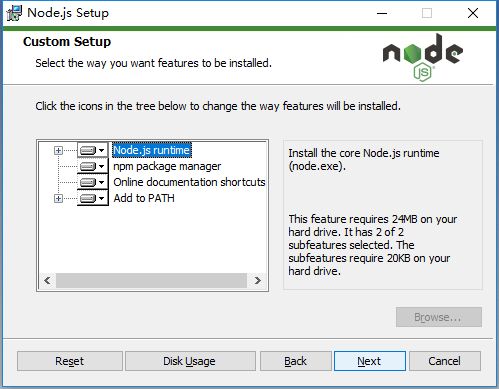 Node.js Setup
Custom Setup
Select the way you want features to be installed.
node
JS
Click the icons in the tree below to change the way features will be installed.
Node.js runtime
npm package manager
Online documentation shortcuts
Add to PATH
Install the core Node.js runtime
(node.exe).
This feature requires 24MB on your
hard drive. It has 2 of 2
subfeatures selected. The
subfeatures require 20KB on your
hard drive.
Browse...
Reset
Disk Usage
Back
Next
Cancel